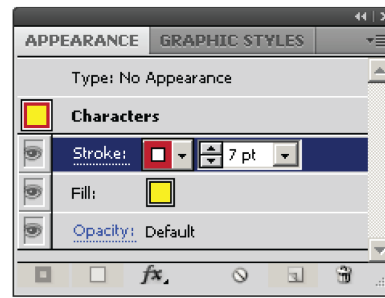 APPEARANCE GRAPHIC STYLES
Type: No Appearance
Characters
Stroke: 7 pt
Fill:
Opacity: Default
fx.